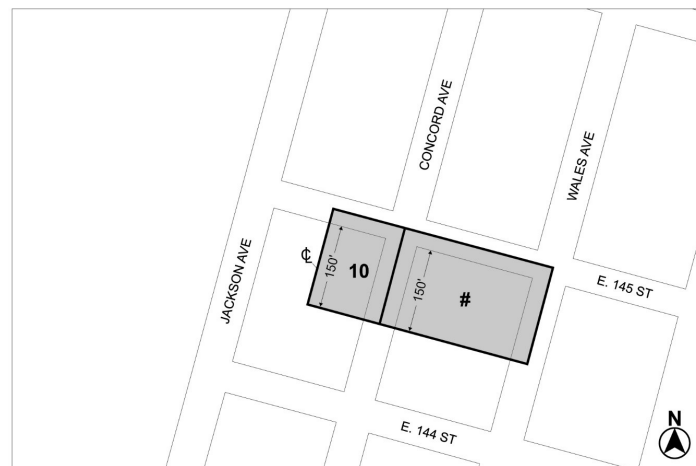 CONCORD AVE
WALES AVE
JACKSON AVE
℄
150'
10
150'
#
E. 145 ST
E. 144 ST
N